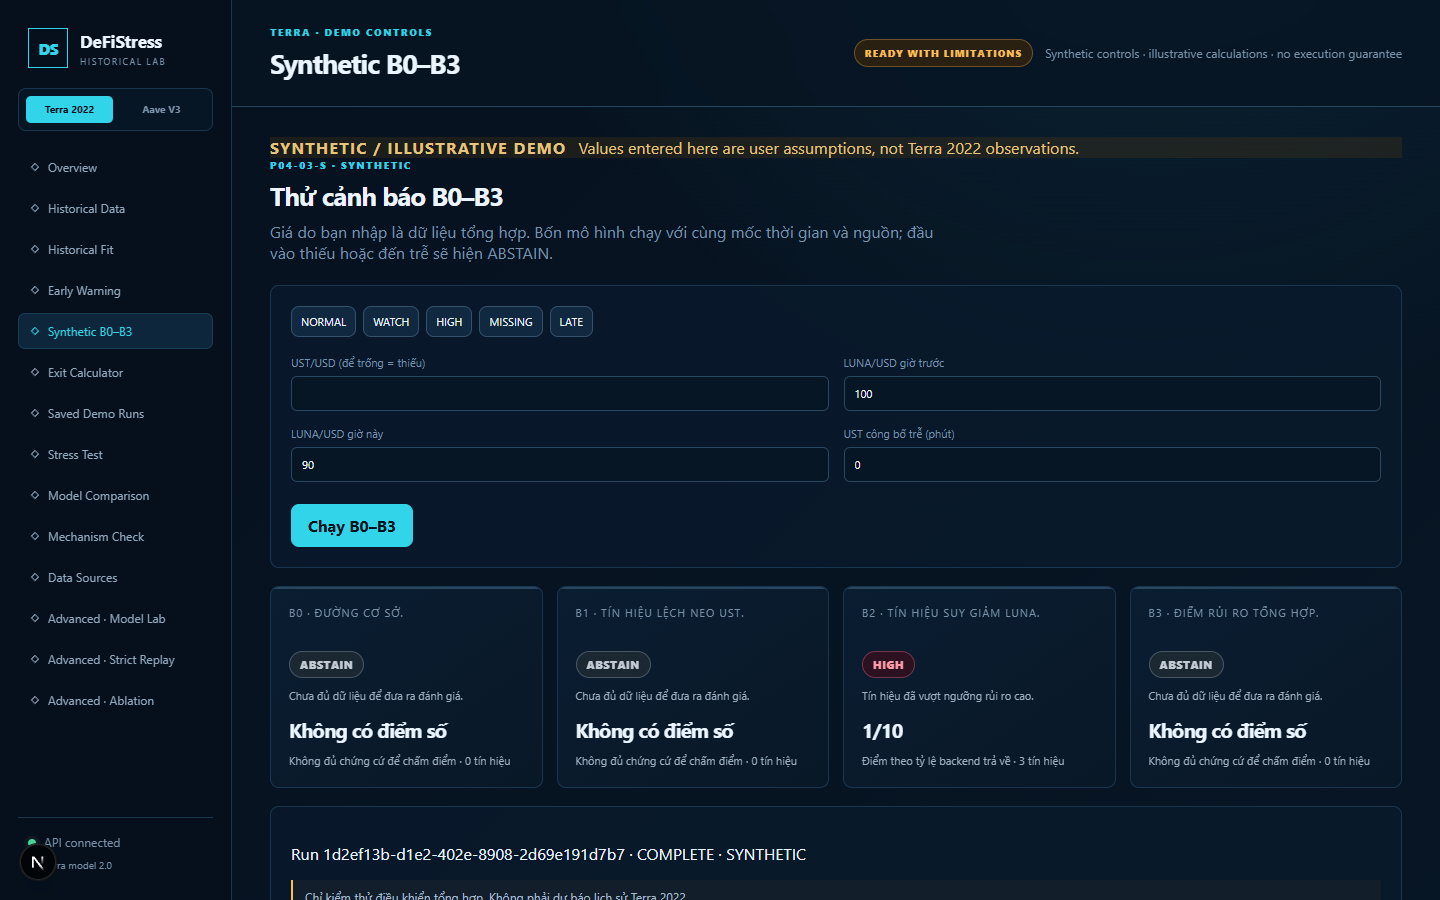 DS
DeFiStress
HISTORICAL LAB
Terra 2022
Aave V3
Overview
Historical Data
Historical Fit
Early Warning
Synthetic B0–B3
Exit Calculator
Saved Demo Runs
Stress Test
Model Comparison
Mechanism Check
Data Sources
Advanced · Model Lab
Advanced · Strict Replay
Advanced · Ablation
API connected
N
ra model 2.0
TERRA · DEMO CONTROLS
Synthetic B0–B3
READY WITH LIMITATIONS
Synthetic controls · illustrative calculations · no execution guarantee
SYNTHETIC / ILLUSTRATIVE DEMO Values entered here are user assumptions, not Terra 2022 observations.
P04-03-S · SYNTHETIC
Thử cảnh báo B0–B3
Giá do bạn nhập là dữ liệu tổng hợp. Bốn mô hình chạy với cùng mốc thời gian và nguồn; đầu
vào thiếu hoặc đến trễ sẽ hiện ABSTAIN.
NORMAL
WATCH
HIGH
MISSING
LATE
UST/USD (để trống = thiếu)
LUNA/USD giờ trước
100
LUNA/USD giờ này
90
UST công bố trễ (phút)
0
Chạy B0–B3
B0 · ĐƯỜNG CƠ SỞ.
ABSTAIN
Chưa đủ dữ liệu để đưa ra đánh giá.
Không có điểm số
Không đủ chứng cứ để chấm điểm · 0 tín hiệu
B1 · TÍN HIỆU LỆCH NEO UST.
ABSTAIN
Chưa đủ dữ liệu để đưa ra đánh giá.
Không có điểm số
Không đủ chứng cứ để chấm điểm · 0 tín hiệu
B2 · TÍN HIỆU SUY GIẢM LUNA.
HIGH
Tín hiệu đã vượt ngưỡng rủi ro cao.
1/10
Điểm theo tỷ lệ backend trả về · 3 tín hiệu
B3 · ĐIỂM RỦI RO TỔNG HỢP.
ABSTAIN
Chưa đủ dữ liệu để đưa ra đánh giá.
Không có điểm số
Không đủ chứng cứ để chấm điểm · 0 tín hiệu
Run 1d2ef13b-d1e2-402e-8908-2d69e191d7b7 · COMPLETE · SYNTHETIC
Chỉ kiểm thử điều khiển tổng hợp. Không phải dự báo lịch sử Terra 2022